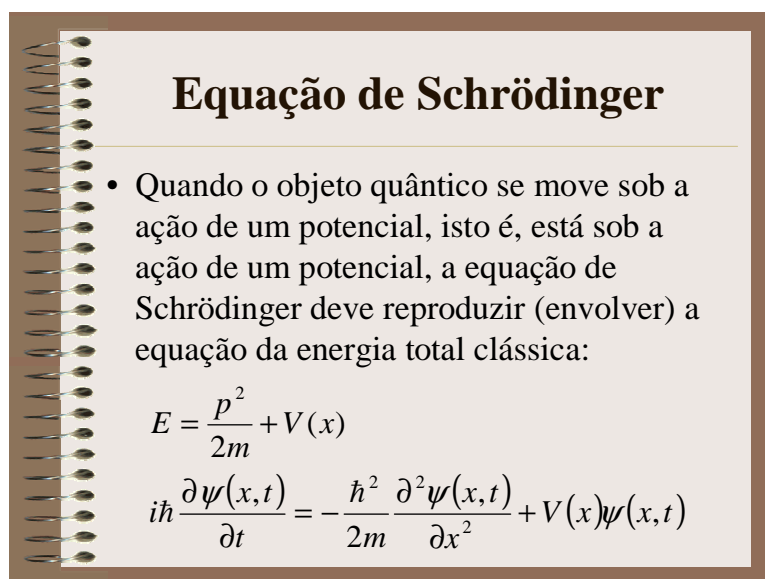 Equação de Schrödinger
• Quando o objeto quântico se move sob a
ação de um potencial, isto é, está sob a
ação de um potencial, a equação de
Schrödinger deve reproduzir (envolver) a
equação da energia total clássica:
E = p²/2m + V(x)
iħ ∂ψ(x,t)/∂t = −ħ²/2m ∂²ψ(x,t)/∂x² + V(x)ψ(x,t)